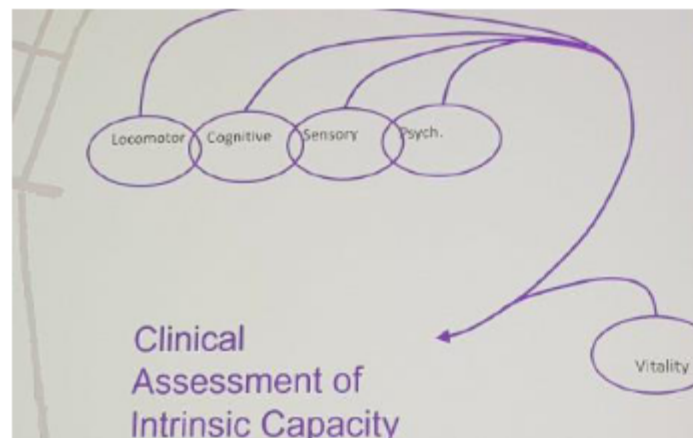 Locomotor Cognitive Sensory Psych.
Vitality
Clinical
Assessment of
Intrinsic Capacity